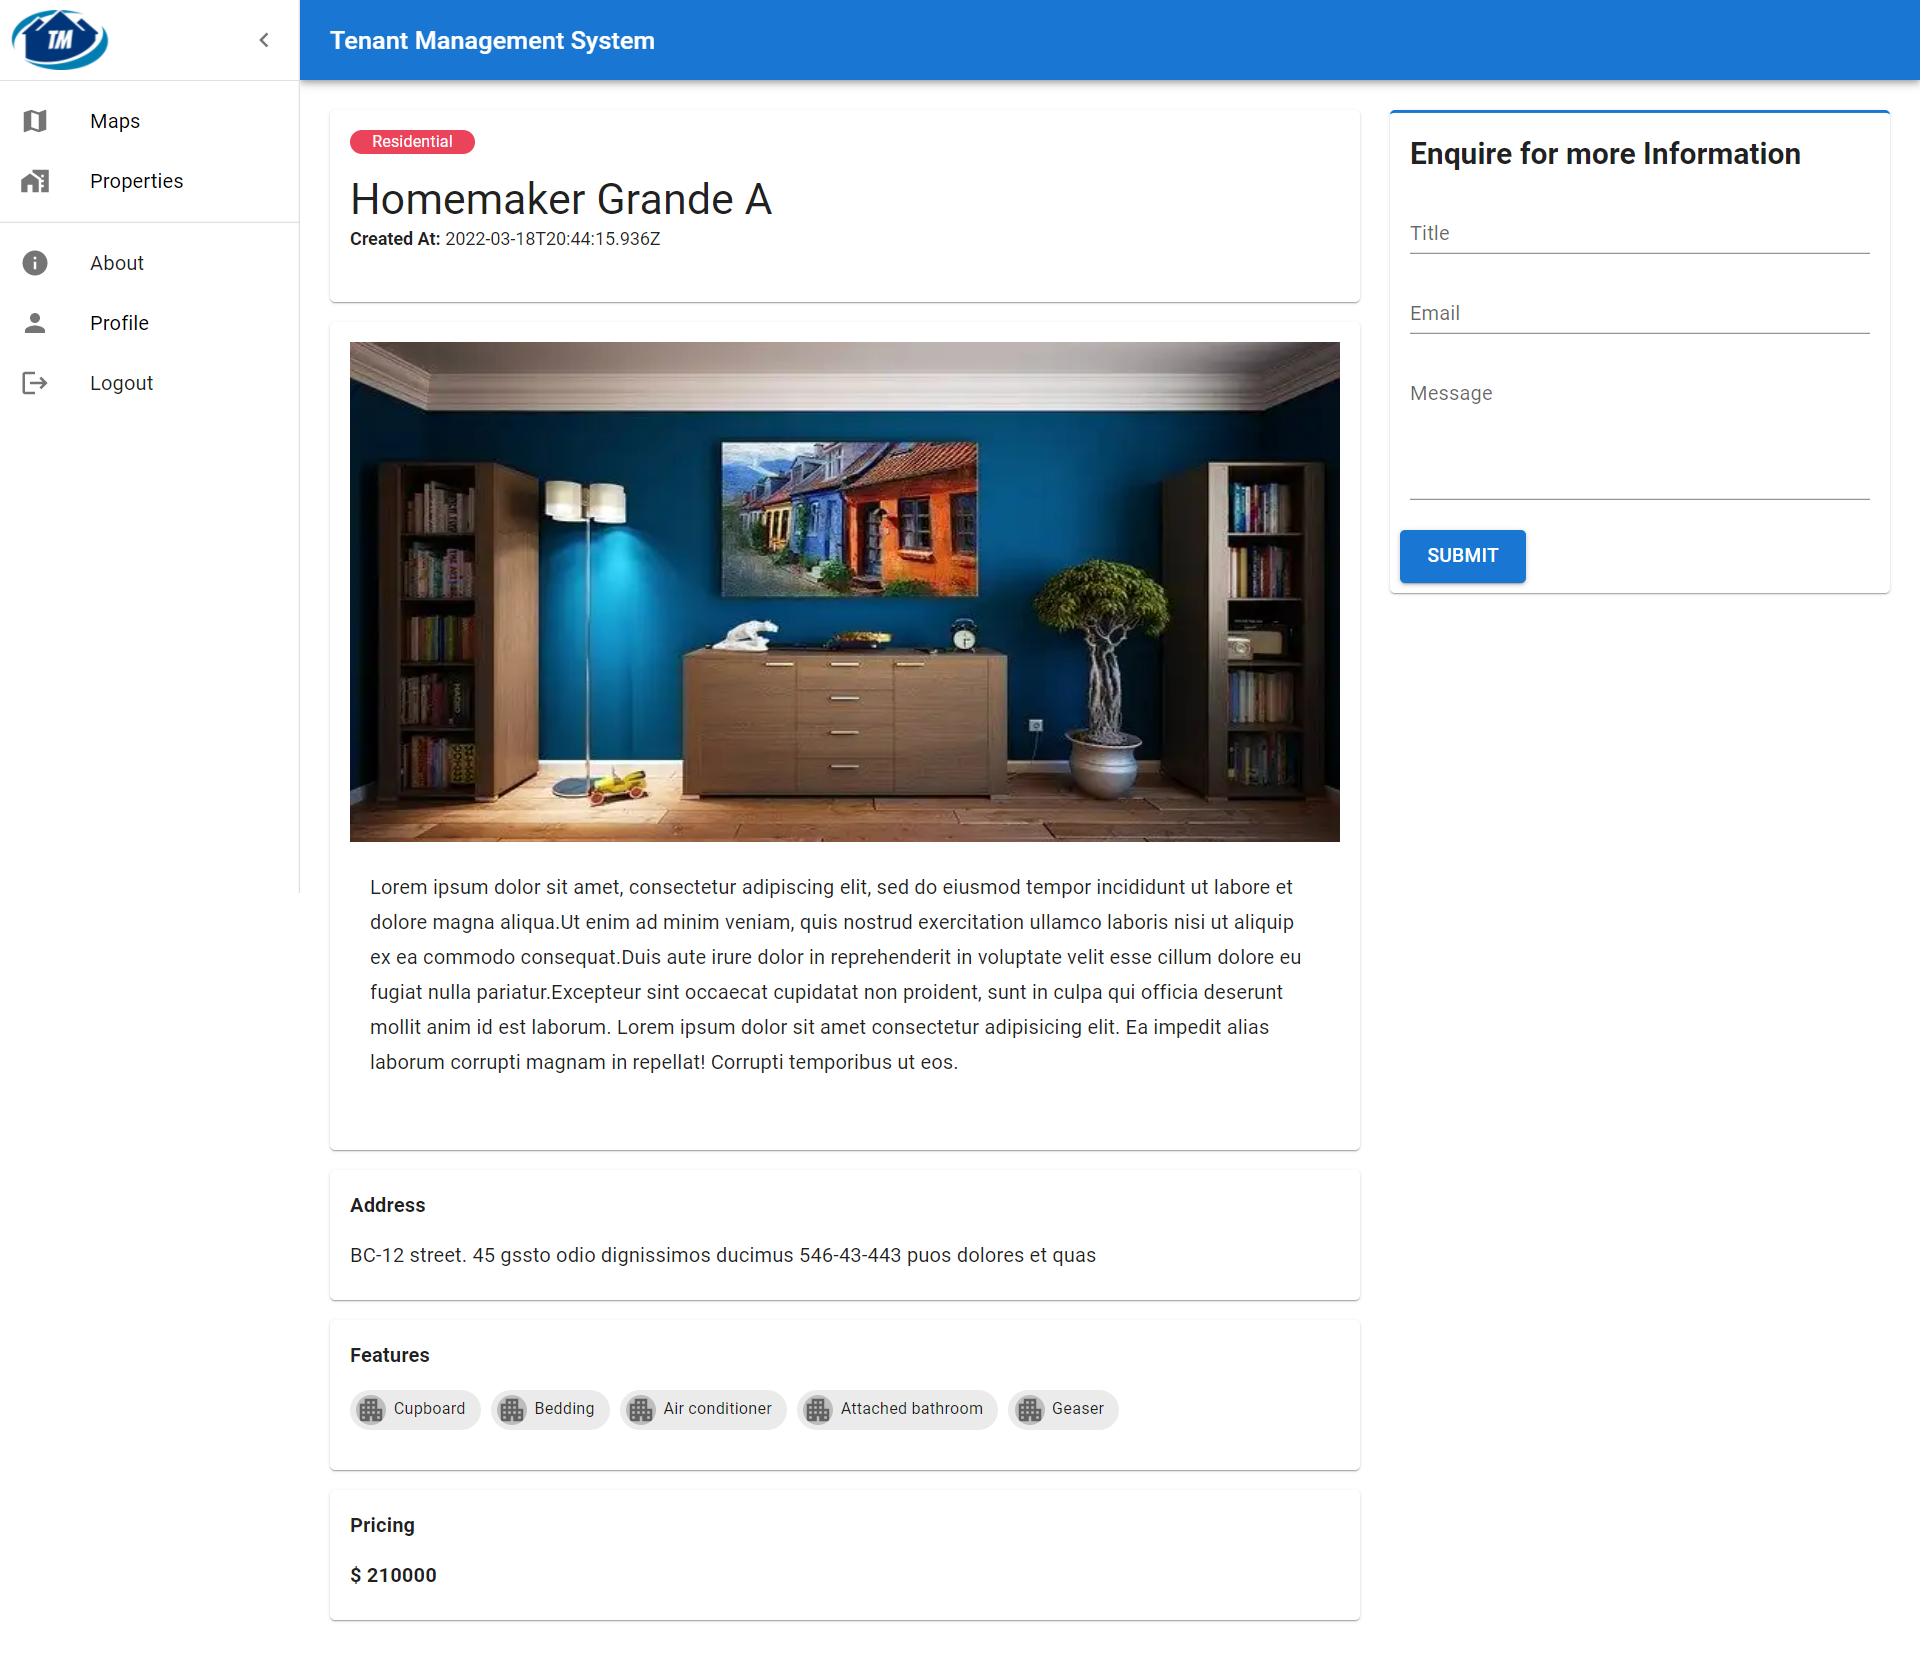 TM
Tenant Management System
Maps
Properties
About
Profile
Logout
Residential
Homemaker Grande A
Created At: 2022-03-18T20:44:15.936Z
Lorem ipsum dolor sit amet, consectetur adipiscing elit, sed do eiusmod tempor incididunt ut labore et
dolore magna aliqua.Ut enim ad minim veniam, quis nostrud exercitation ullamco laboris nisi ut aliquip
ex ea commodo consequat.Duis aute irure dolor in reprehenderit in voluptate velit esse cillum dolore eu
fugiat nulla pariatur.Excepteur sint occaecat cupidatat non proident, sunt in culpa qui officia deserunt
mollit anim id est laborum. Lorem ipsum dolor sit amet consectetur adipisicing elit. Ea impedit alias
laborum corrupti magnam in repellat! Corrupti temporibus ut eos.
Address
BC-12 street. 45 gssto odio dignissimos ducimus 546-43-443 puos dolores et quas
Features
Cupboard
Bedding
Air conditioner
Attached bathroom
Geaser
Pricing
$ 210000
Enquire for more Information
Title
Email
Message
SUBMIT